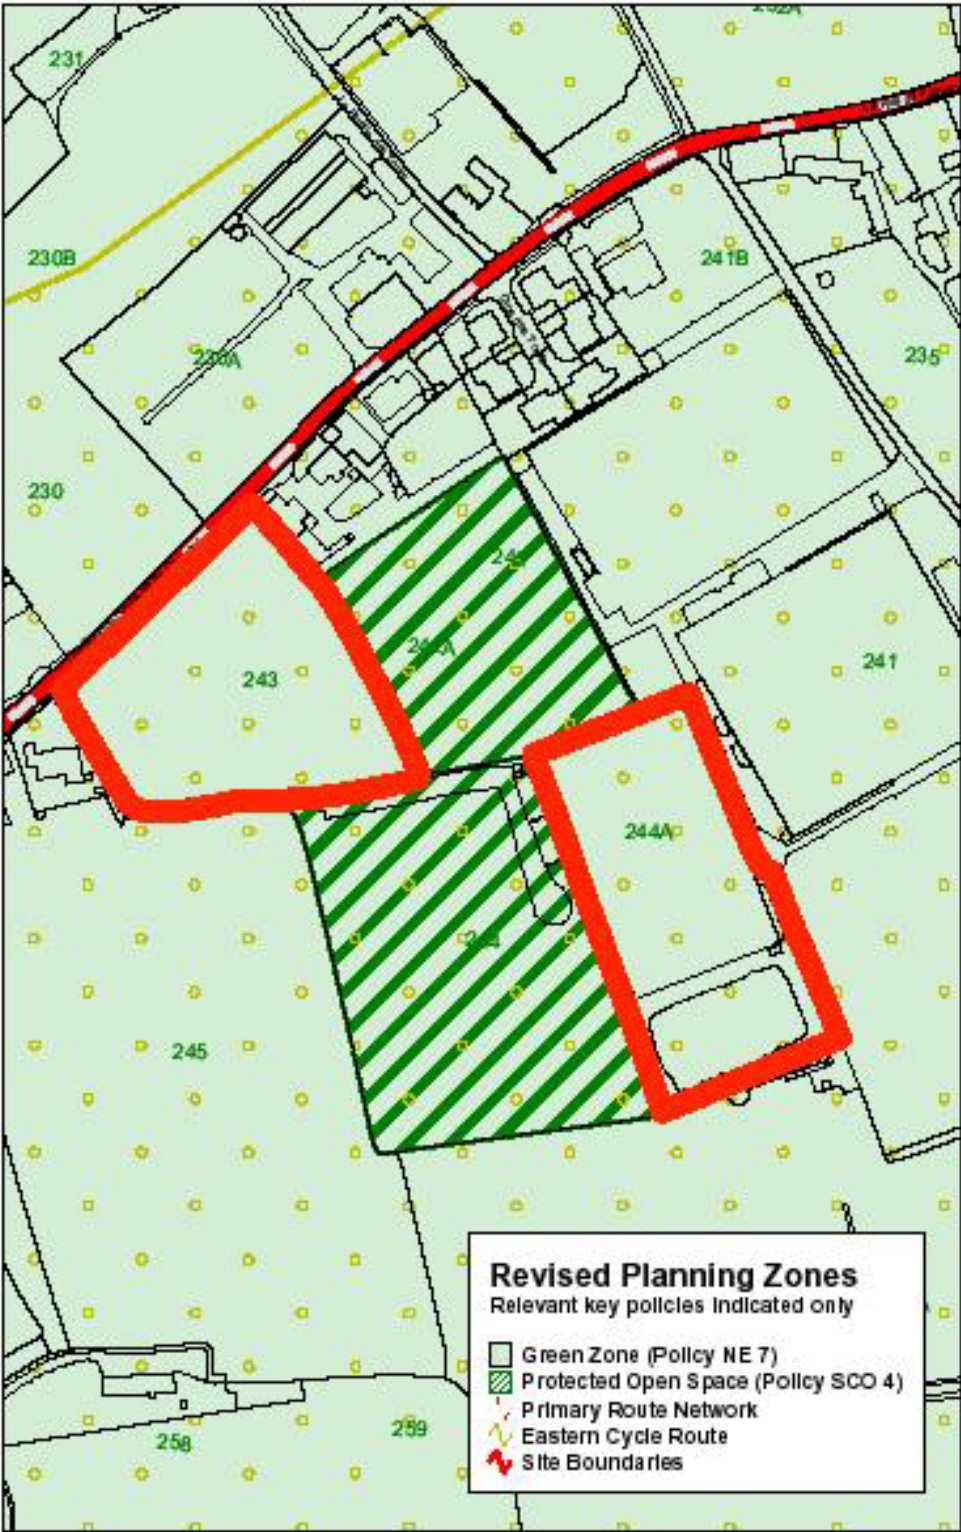 252A
231
230B
241B
230A
235
230
241
243
244A
245
258
259
Revised Planning Zones
Relevant key policies indicated only
Green Zone (Policy NE 7)
Protected Open Space (Policy SCO 4)
Primary Route Network
Eastern Cycle Route
Site Boundaries